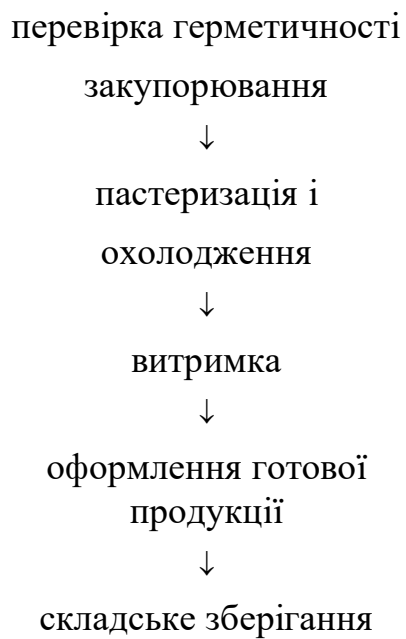 перевірка герметичності
закупорювання
↓
пастеризація і
охолодження
↓
витримка
↓
оформлення готової
продукції
↓
складське зберігання